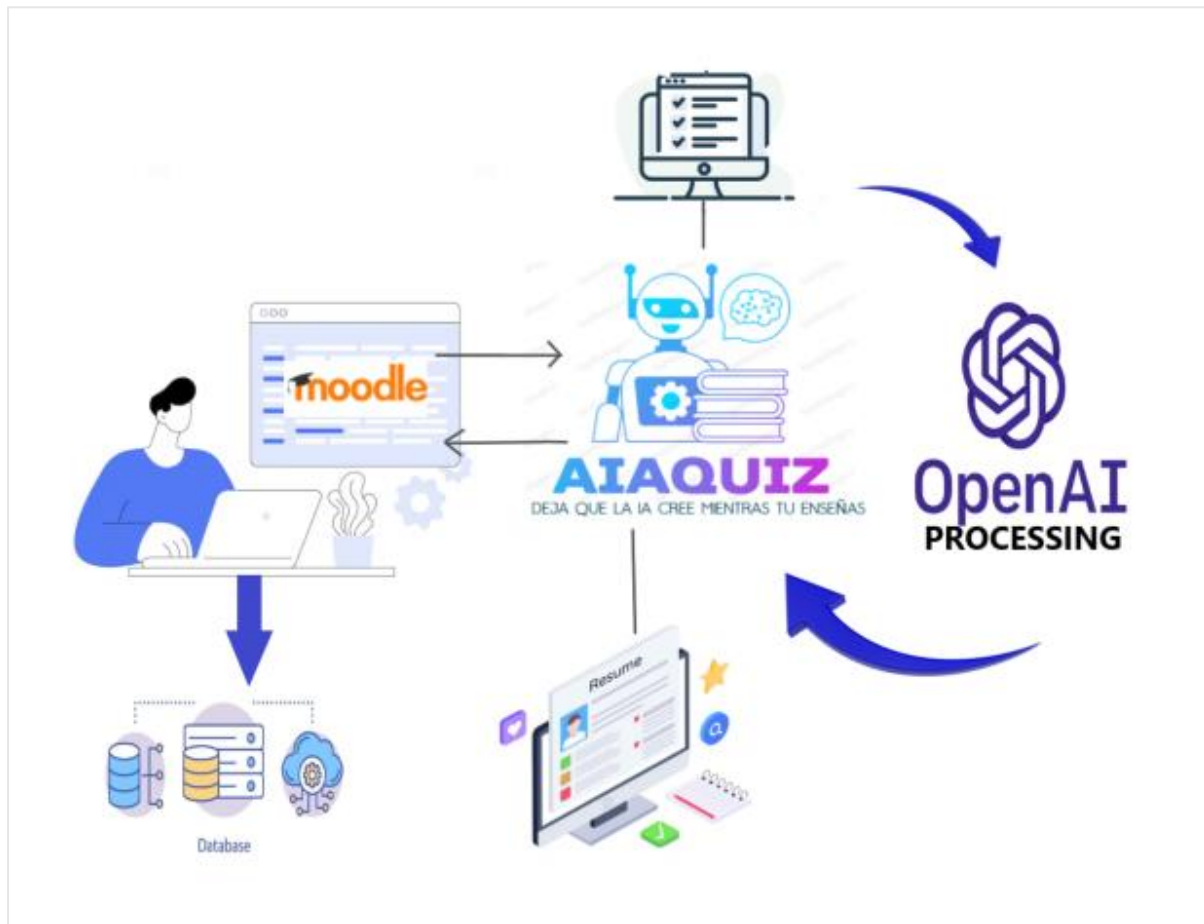 moodle
AIAQUIZ
DEJA QUE LA IA CREE MIENTRAS TU ENSEÑAS
OpenAI
PROCESSING
Resume
Database